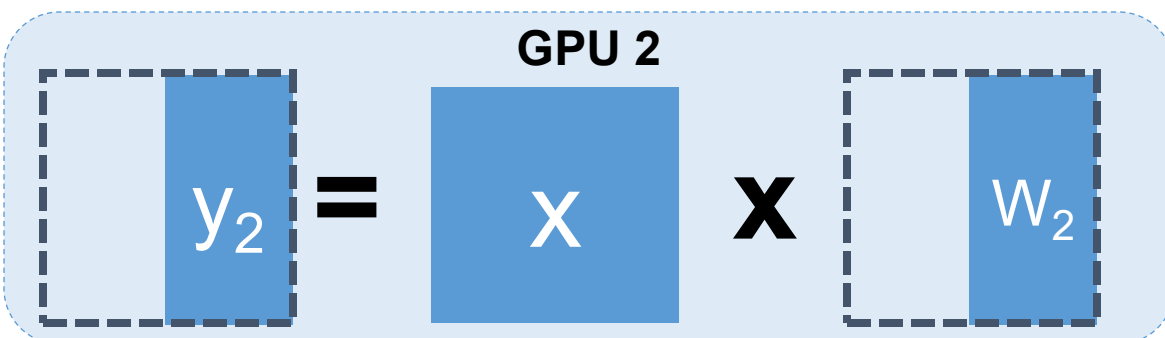 GPU 2
y₂ = x x W₂